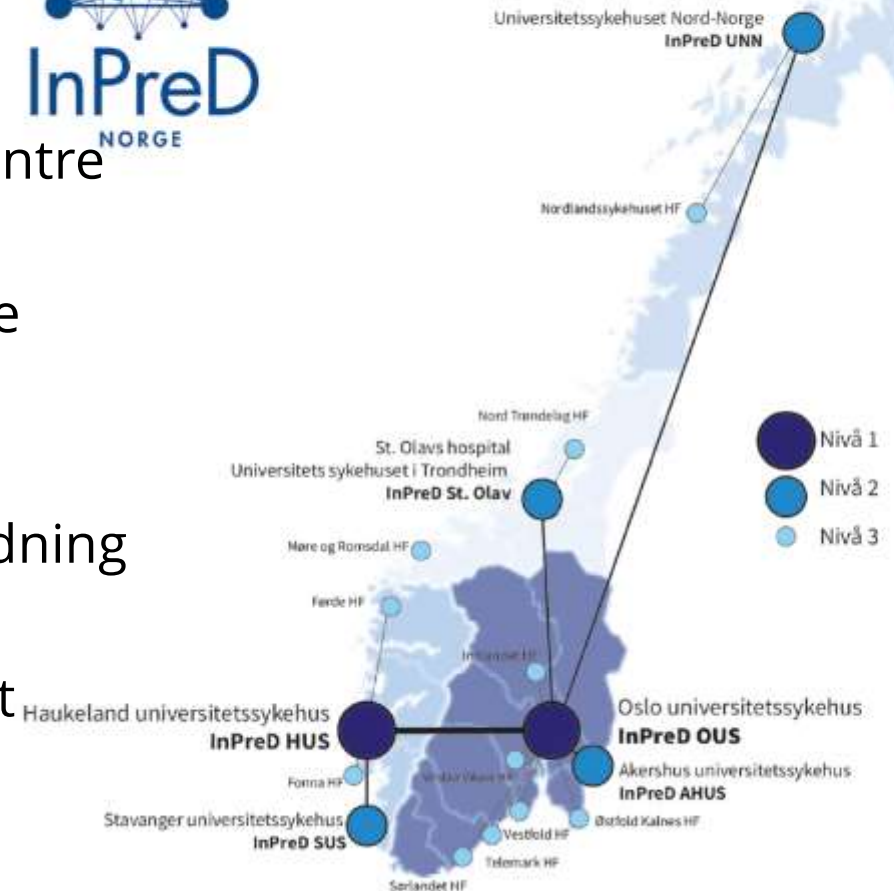 InPreD
NORGE
ntre
e
dning
t
Universitetssykehuset Nord-Norge
InPreD UNN
Nordlandssykehuset HF
Nord Trøndelag HF
St. Olavs hospital
Universitets sykehuset i Trondheim
InPreD St. Olav
Nivå 1
Nivå 2
Nivå 3
Møre og Romsdal HF
Førde HF
Innlandet HF
Haukeland universitetssykehus
InPreD HUS
Oslo universitetssykehus
InPreD OUS
Akershus universitetssykehus
InPreD AHUS
Fonna HF
Stavanger universitetssykehus
InPreD SUS
Østfold Kalnes HF
Vestfold HF
Telemark HF
Sørlandet HF